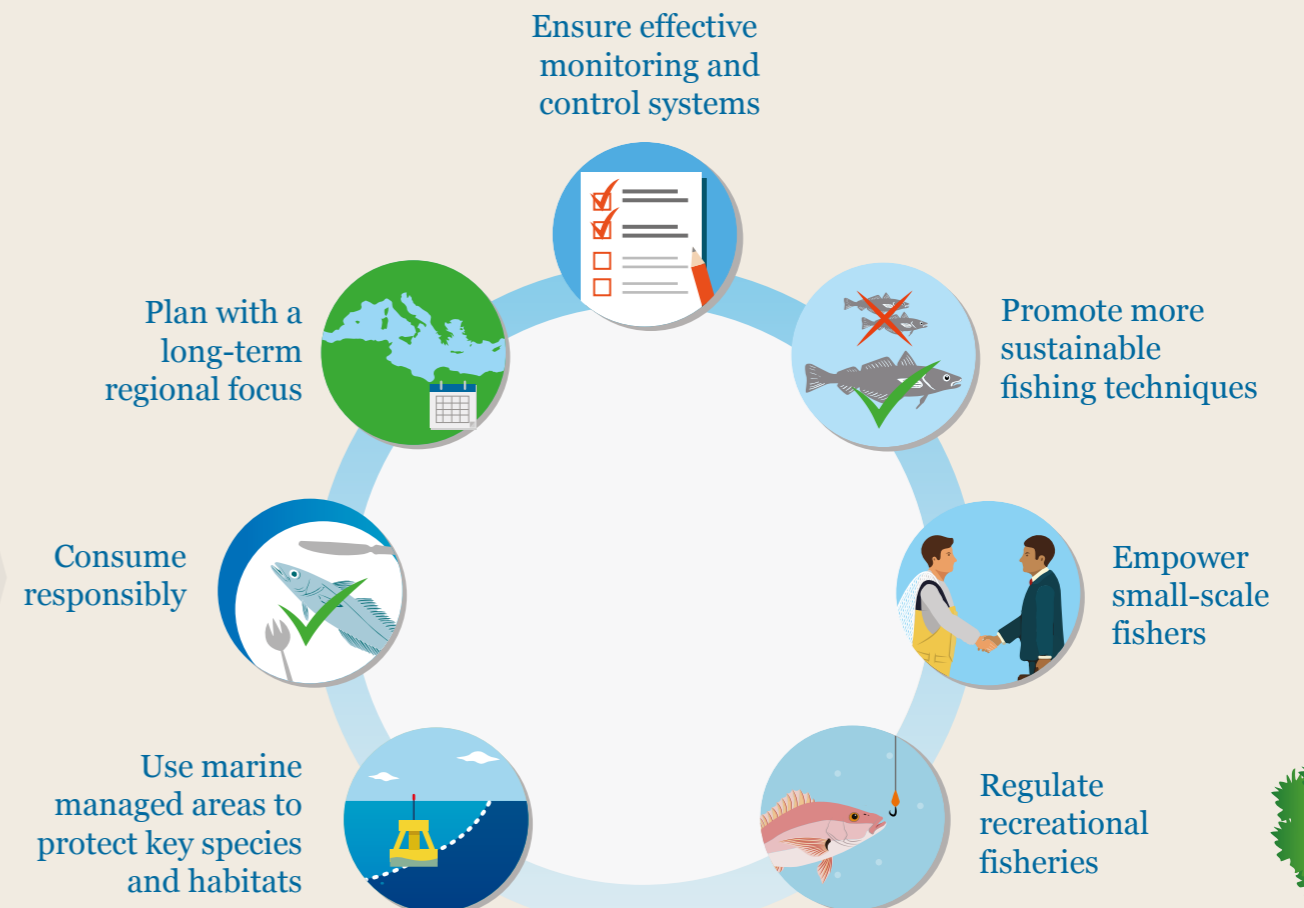 Ensure effective
monitoring and
control systems
Plan with a
long-term
regional focus
Promote more
sustainable
fishing techniques
Consume
responsibly
Empower
small-scale
fishers
Use marine
managed areas to
protect key species
and habitats
Regulate
recreational
fisheries